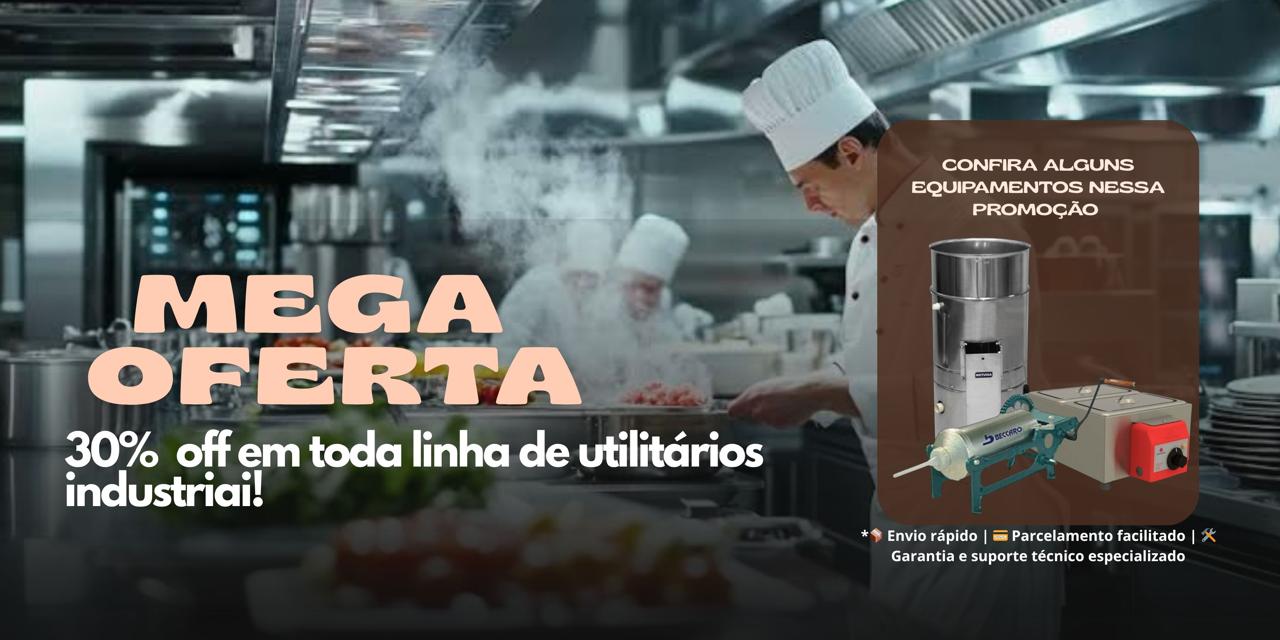 MEGA
OFERTA
30% off em toda linha de utilitários
industriai!
CONFIRA ALGUNS
EQUIPAMENTOS NESSA
PROMOÇÃO
BECCARO
*📦 Envio rápido | 💳 Parcelamento facilitado | 🛠️
Garantia e suporte técnico especializado